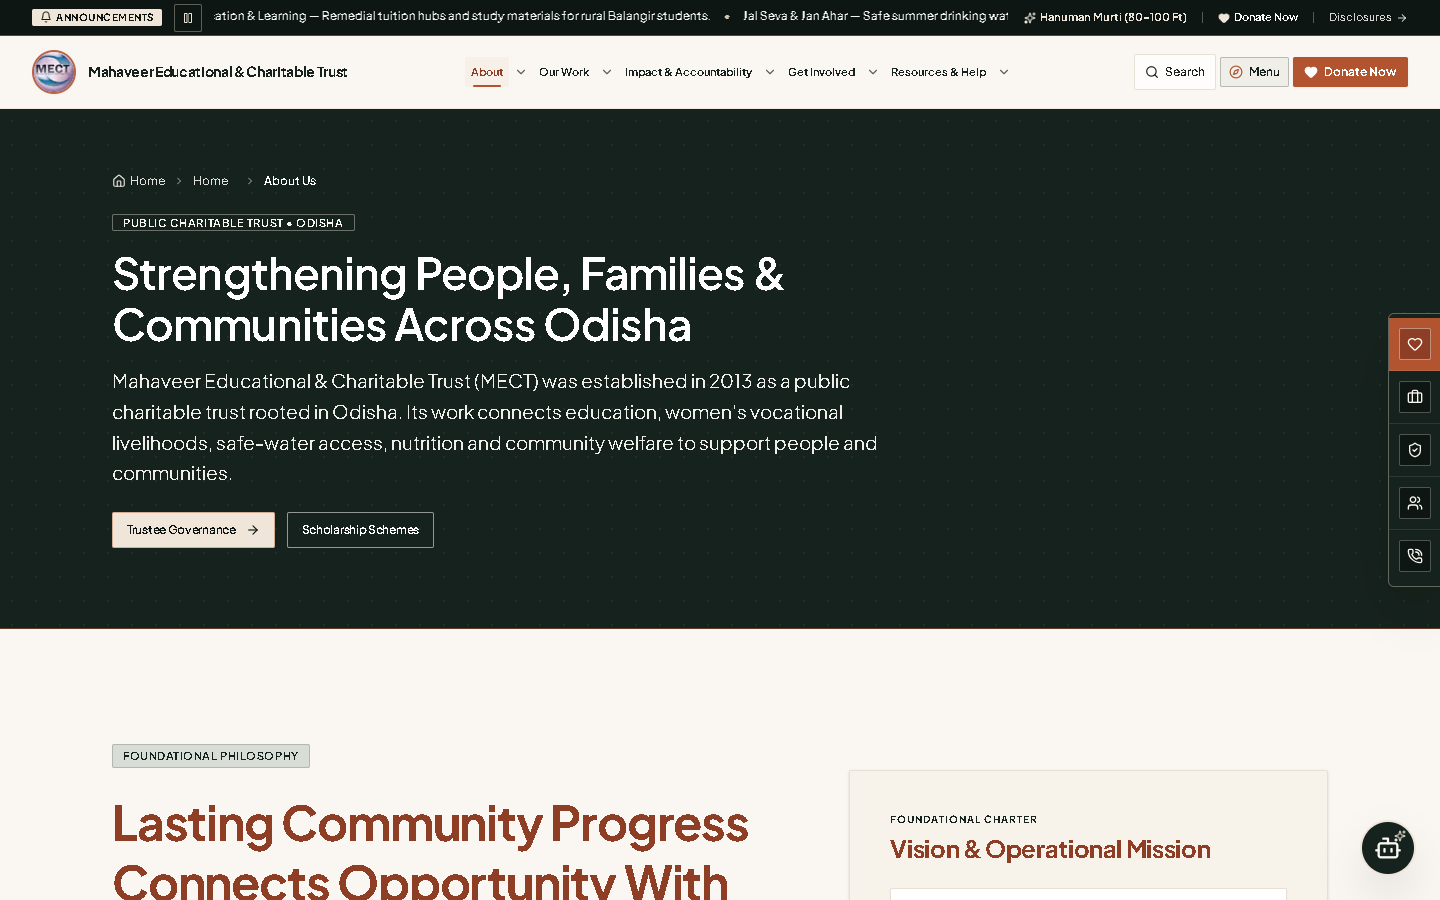 ANNOUNCEMENTS
ation & Learning — Remedial tuition hubs and study materials for rural Balangir students. • Jal Seva & Jan Ahar — Safe summer drinking wat
Hanuman Murti (80–100 Ft)
Donate Now
Disclosures
MECT
Mahaveer Educational & Charitable Trust
About
Our Work
Impact & Accountability
Get Involved
Resources & Help
Search
Menu
Donate Now
Home
Home
About Us
PUBLIC CHARITABLE TRUST • ODISHA
Strengthening People, Families &
Communities Across Odisha
Mahaveer Educational & Charitable Trust (MECT) was established in 2013 as a public
charitable trust rooted in Odisha. Its work connects education, women's vocational
livelihoods, safe-water access, nutrition and community welfare to support people and
communities.
Trustee Governance
Scholarship Schemes
FOUNDATIONAL PHILOSOPHY
Lasting Community Progress
Connects Opportunity With
FOUNDATIONAL CHARTER
Vision & Operational Mission